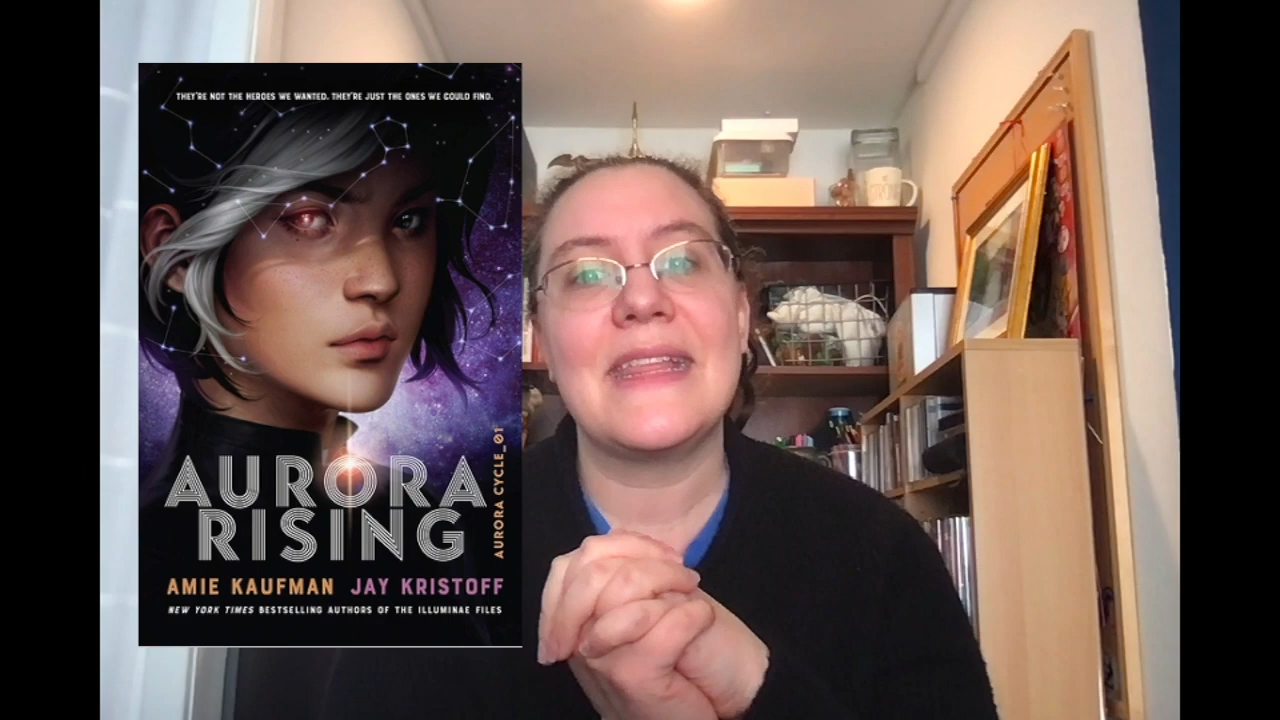 THEY'RE NOT THE HEROES WE WANTED. THEY'RE JUST THE ONES WE COULD FIND.
AURORA
RISING
AURORA CYCLE_01
AMIE KAUFMAN JAY KRISTOFF
NEW YORK TIMES BESTSELLING AUTHORS OF THE ILLUMINAE FILES